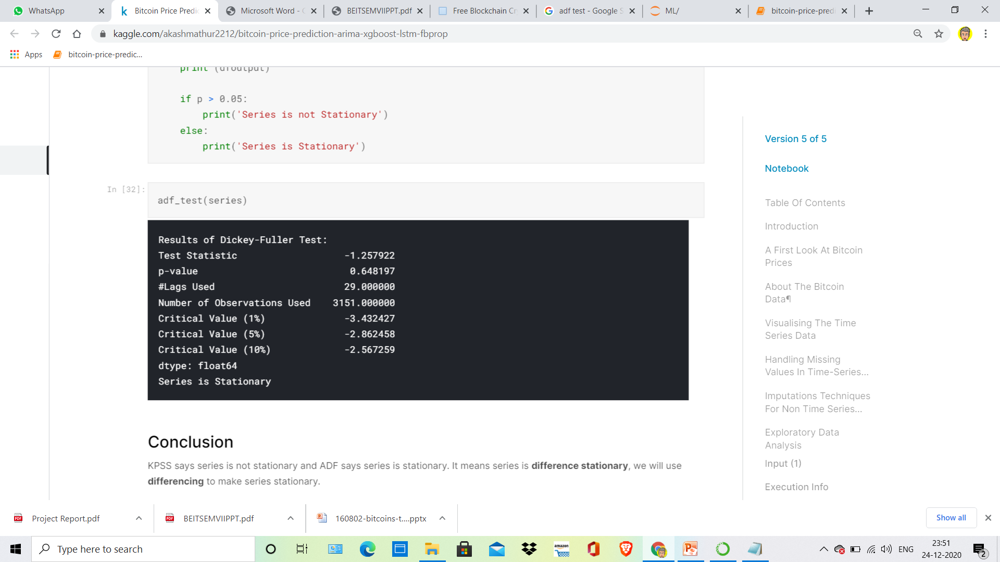 WhatsApp
Bitcoin Price Predic
Microsoft Word - C
BEITSEMVIIPPT.pdf
Free Blockchain Cr
adf test - Google S
ML/
bitcoin-price-pred
kaggle.com/akashmathur2212/bitcoin-price-prediction-arima-xgboost-lstm-fbprop
Apps
bitcoin-price-predic...
print (dfoutput)
if p > 0.05:
print('Series is not Stationary')
else:
print('Series is Stationary')
In [32]:
adf_test(series)
Results of Dickey-Fuller Test:
Test Statistic -1.257922
p-value 0.648197
#Lags Used 29.000000
Number of Observations Used 3151.000000
Critical Value (1%) -3.432427
Critical Value (5%) -2.862458
Critical Value (10%) -2.567259
dtype: float64
Series is Stationary
Conclusion
KPSS says series is not stationary and ADF says series is stationary. It means series is difference stationary, we will use
differencing to make series stationary.
Version 5 of 5
Notebook
Table Of Contents
Introduction
A First Look At Bitcoin
Prices
About The Bitcoin
Data¶
Visualising The Time
Series Data
Handling Missing
Values In Time-Series...
Imputations Techniques
For Non Time Series...
Exploratory Data
Analysis
Input (1)
Execution Info
Project Report.pdf
BEITSEMVIIPPT.pdf
160802-bitcoins-t....pptx
Show all
Type here to search
amazon
ENG
23:51
24-12-2020
2